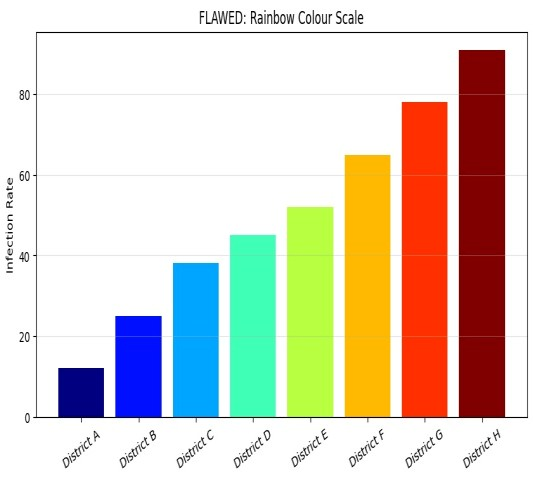 FLAWED: Rainbow Colour Scale
Infection Rate
80
60
40
20
0
District A
District B
District C
District D
District E
District F
District G
District H